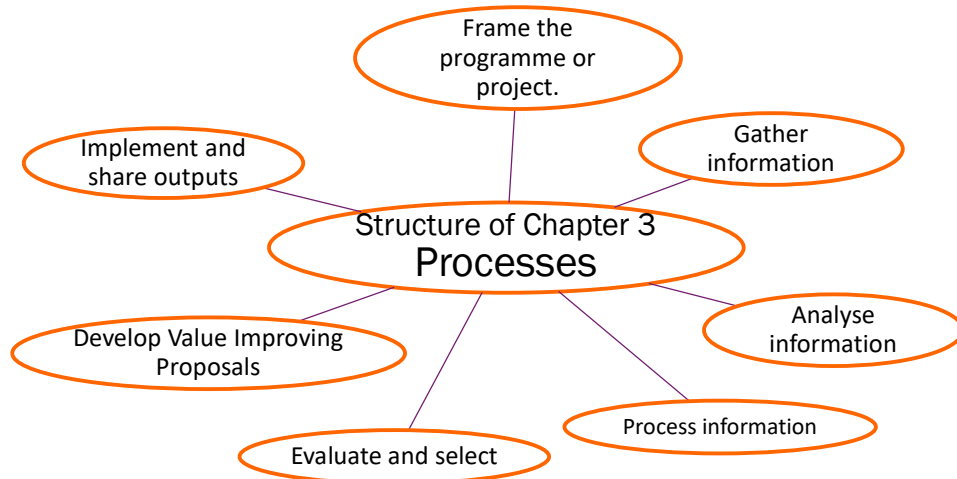 Frame the
programme or
project.
Gather
information
Implement and
share outputs
Structure of Chapter 3
Processes
Analyse
information
Develop Value Improving
Proposals
Process information
Evaluate and select